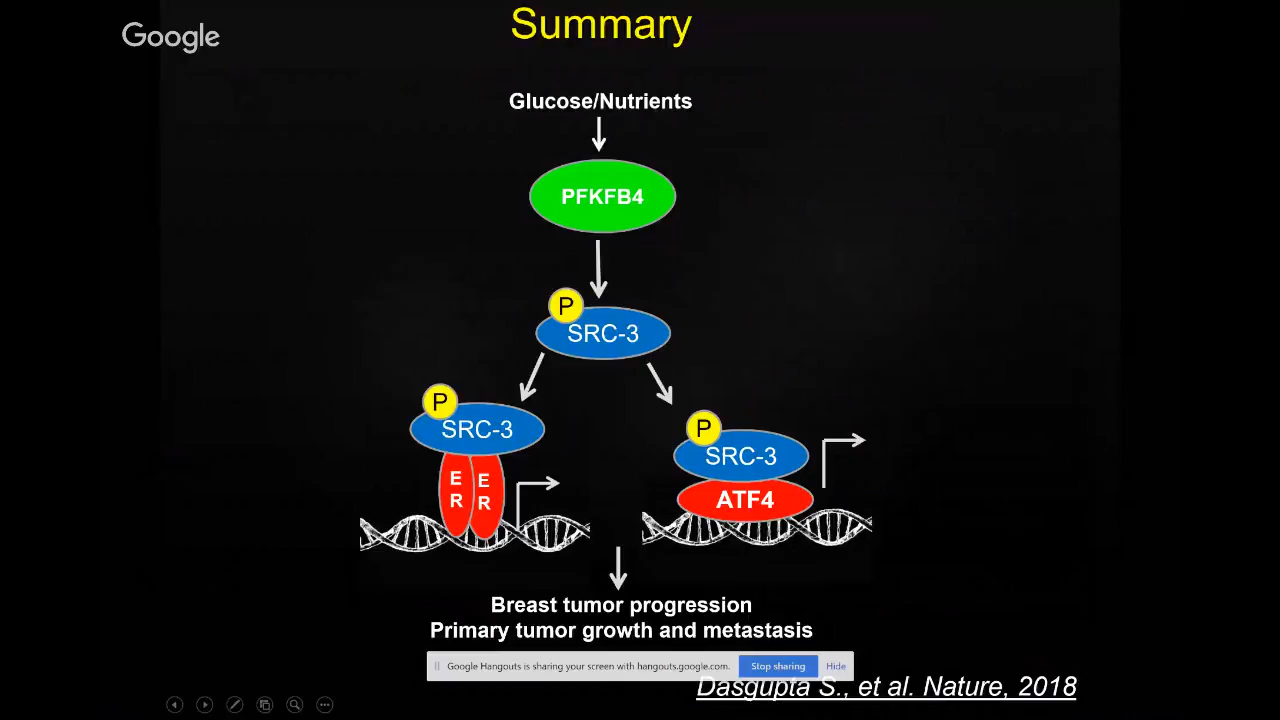 Google
Summary
Glucose/Nutrients
PFKFB4
P
SRC-3
P
SRC-3
E E
R R
P
SRC-3
ATF4
Breast tumor progression
Primary tumor growth and metastasis
Google Hangouts is sharing your screen with hangouts.google.com. Stop sharing Hide
Dasgupta S., et al. Nature, 2018